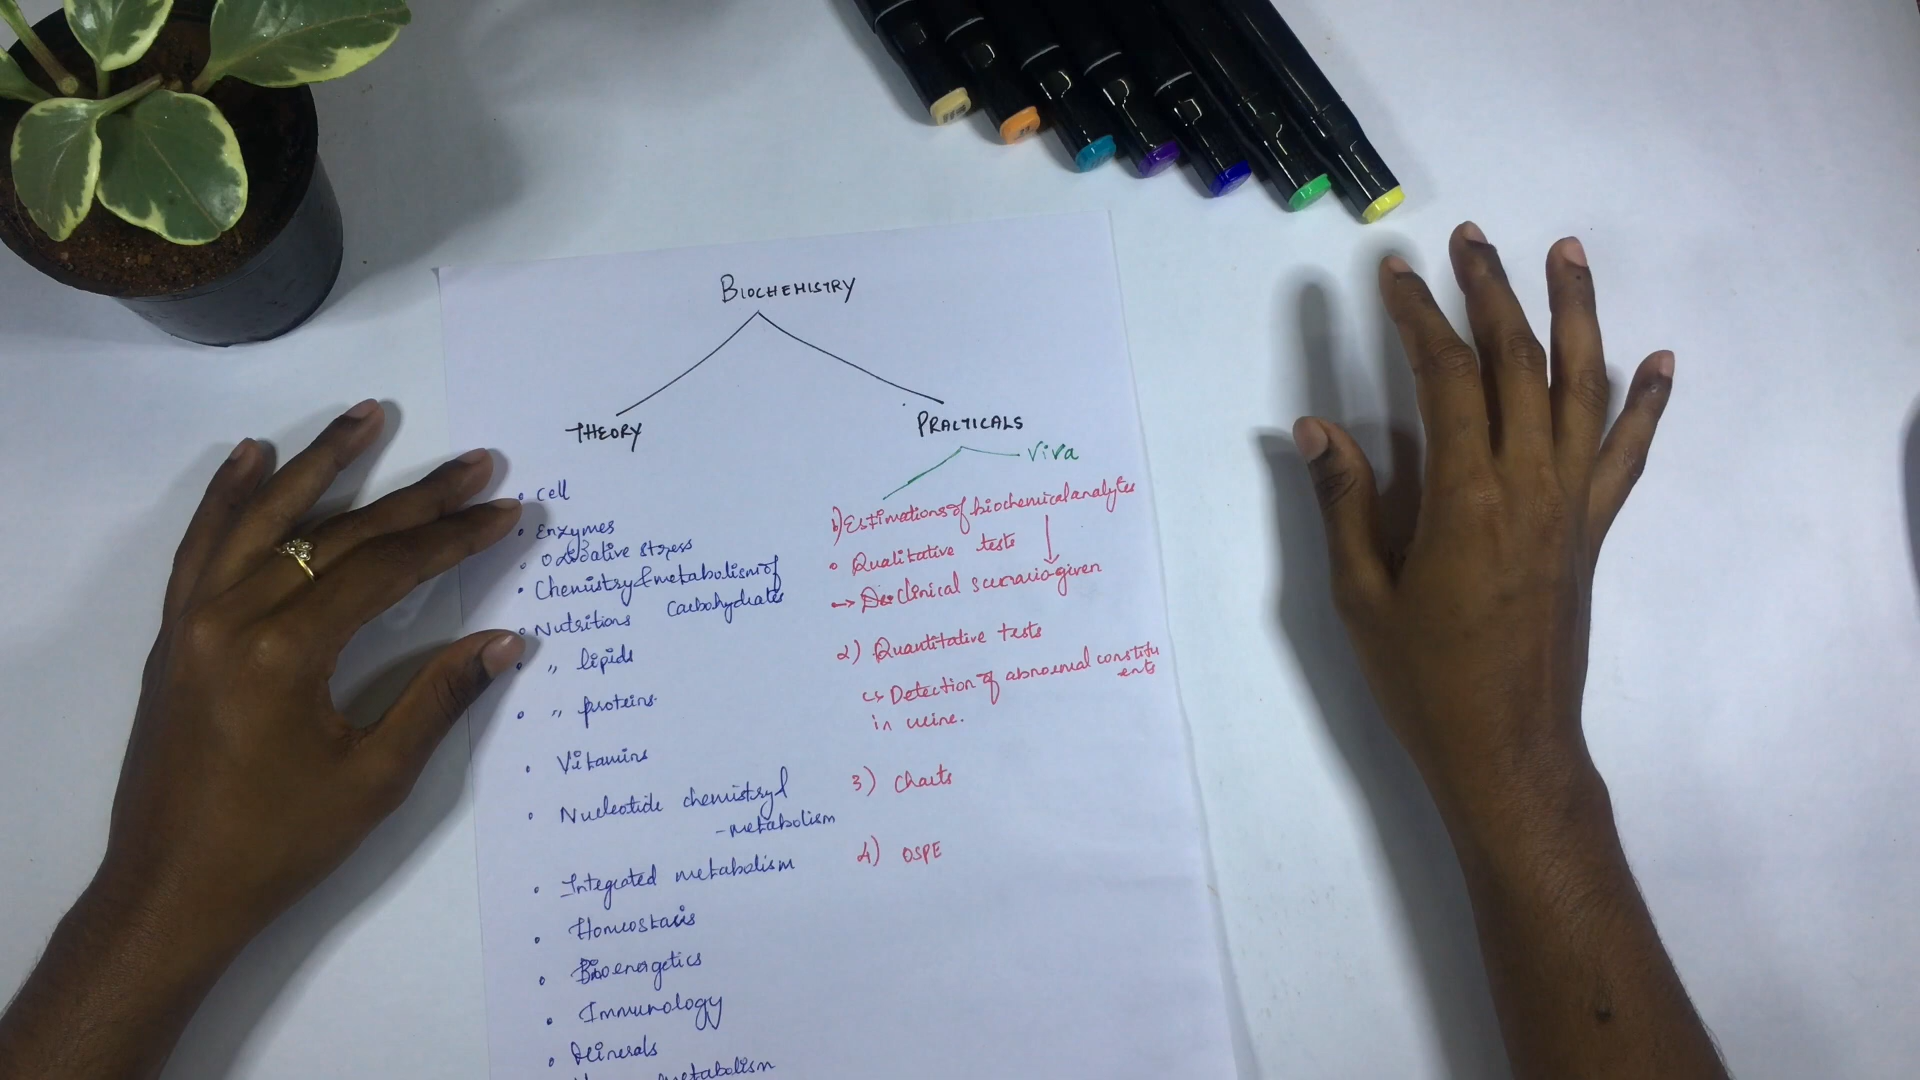 BIOCHEMISTRY
THEORY
• Cell
• Enzymes
• Oxidative stress
• Chemistry & metabolism of
Carbohydrates
• Nutritions
• " lipids
• " proteins.
• Vitamins
• Nucleotide chemistry &
- metabolism
• Integrated metabolism
• Homeostasis
• Bioenergetics
• Immunology
• Minerals
metabolism
PRACTICALS
Viva
1) Estimations of biochemical analytes
• Qualitative tests
→ clinical scenario given
2) Quantitative tests
↳ Detection of abnormal constitu
ents
in urine.
3) Charts
4) OSPE